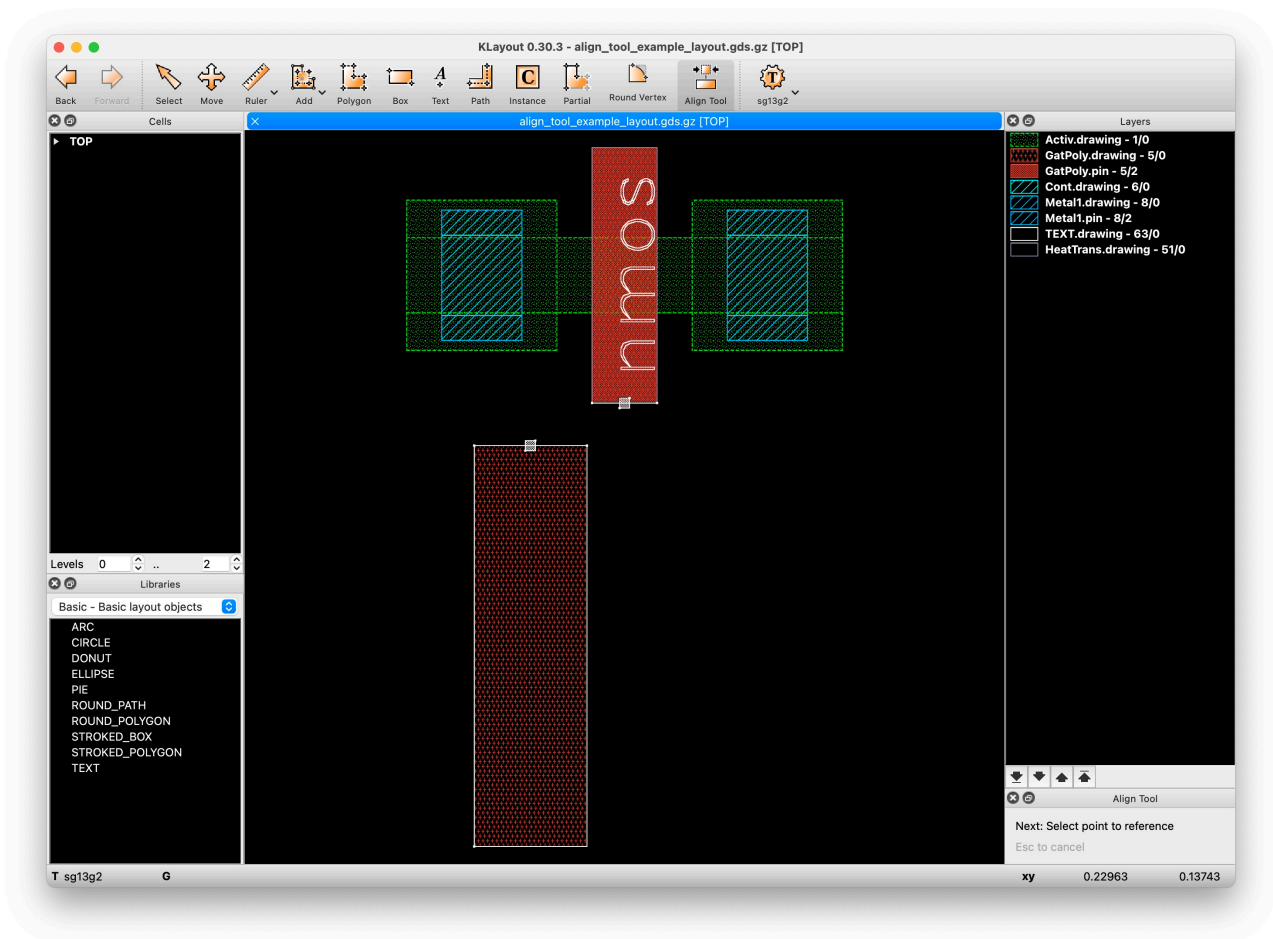 KLayout 0.30.3 - align_tool_example_layout.gds.gz [TOP]
Back Forward Select Move Ruler Add Polygon Box Text Path Instance Partial Round Vertex Align Tool sg13g2
Cells
TOP
Levels 0 .. 2
Libraries
Basic - Basic layout objects
ARC
CIRCLE
DONUT
ELLIPSE
PIE
ROUND_PATH
ROUND_POLYGON
STROKED_BOX
STROKED_POLYGON
TEXT
align_tool_example_layout.gds.gz [TOP]
nmos
Layers
Activ.drawing - 1/0
GatPoly.drawing - 5/0
GatPoly.pin - 5/2
Cont.drawing - 6/0
Metal1.drawing - 8/0
Metal1.pin - 8/2
TEXT.drawing - 63/0
HeatTrans.drawing - 51/0
Align Tool
Next: Select point to reference
Esc to cancel
T sg13g2 G xy 0.22963 0.13743